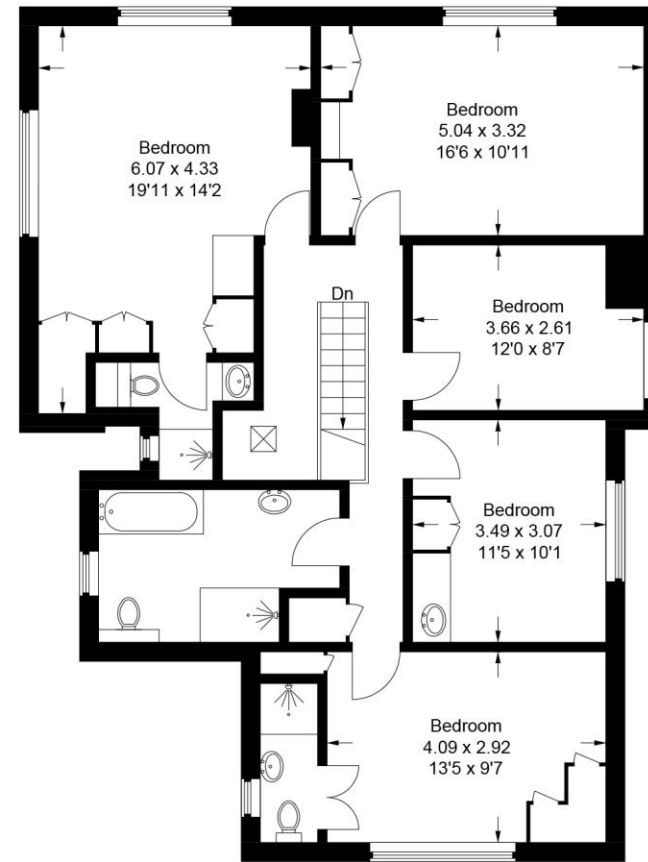 Bedroom
6.07 x 4.33
19'11 x 14'2
Bedroom
5.04 x 3.32
16'6 x 10'11
Dn
Bedroom
3.66 x 2.61
12'0 x 8'7
Bedroom
3.49 x 3.07
11'5 x 10'1
Bedroom
4.09 x 2.92
13'5 x 9'7